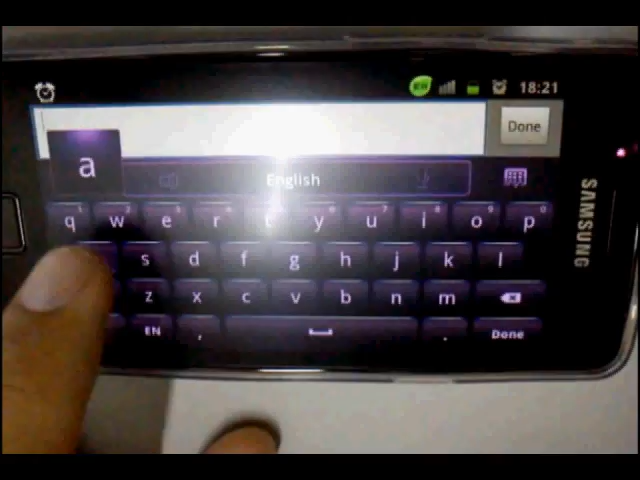 18:21
Done
a
English
q w e r t y u i o p
s d f g h j k l
z x c v b n m
EN , . Done
SAMSUNG